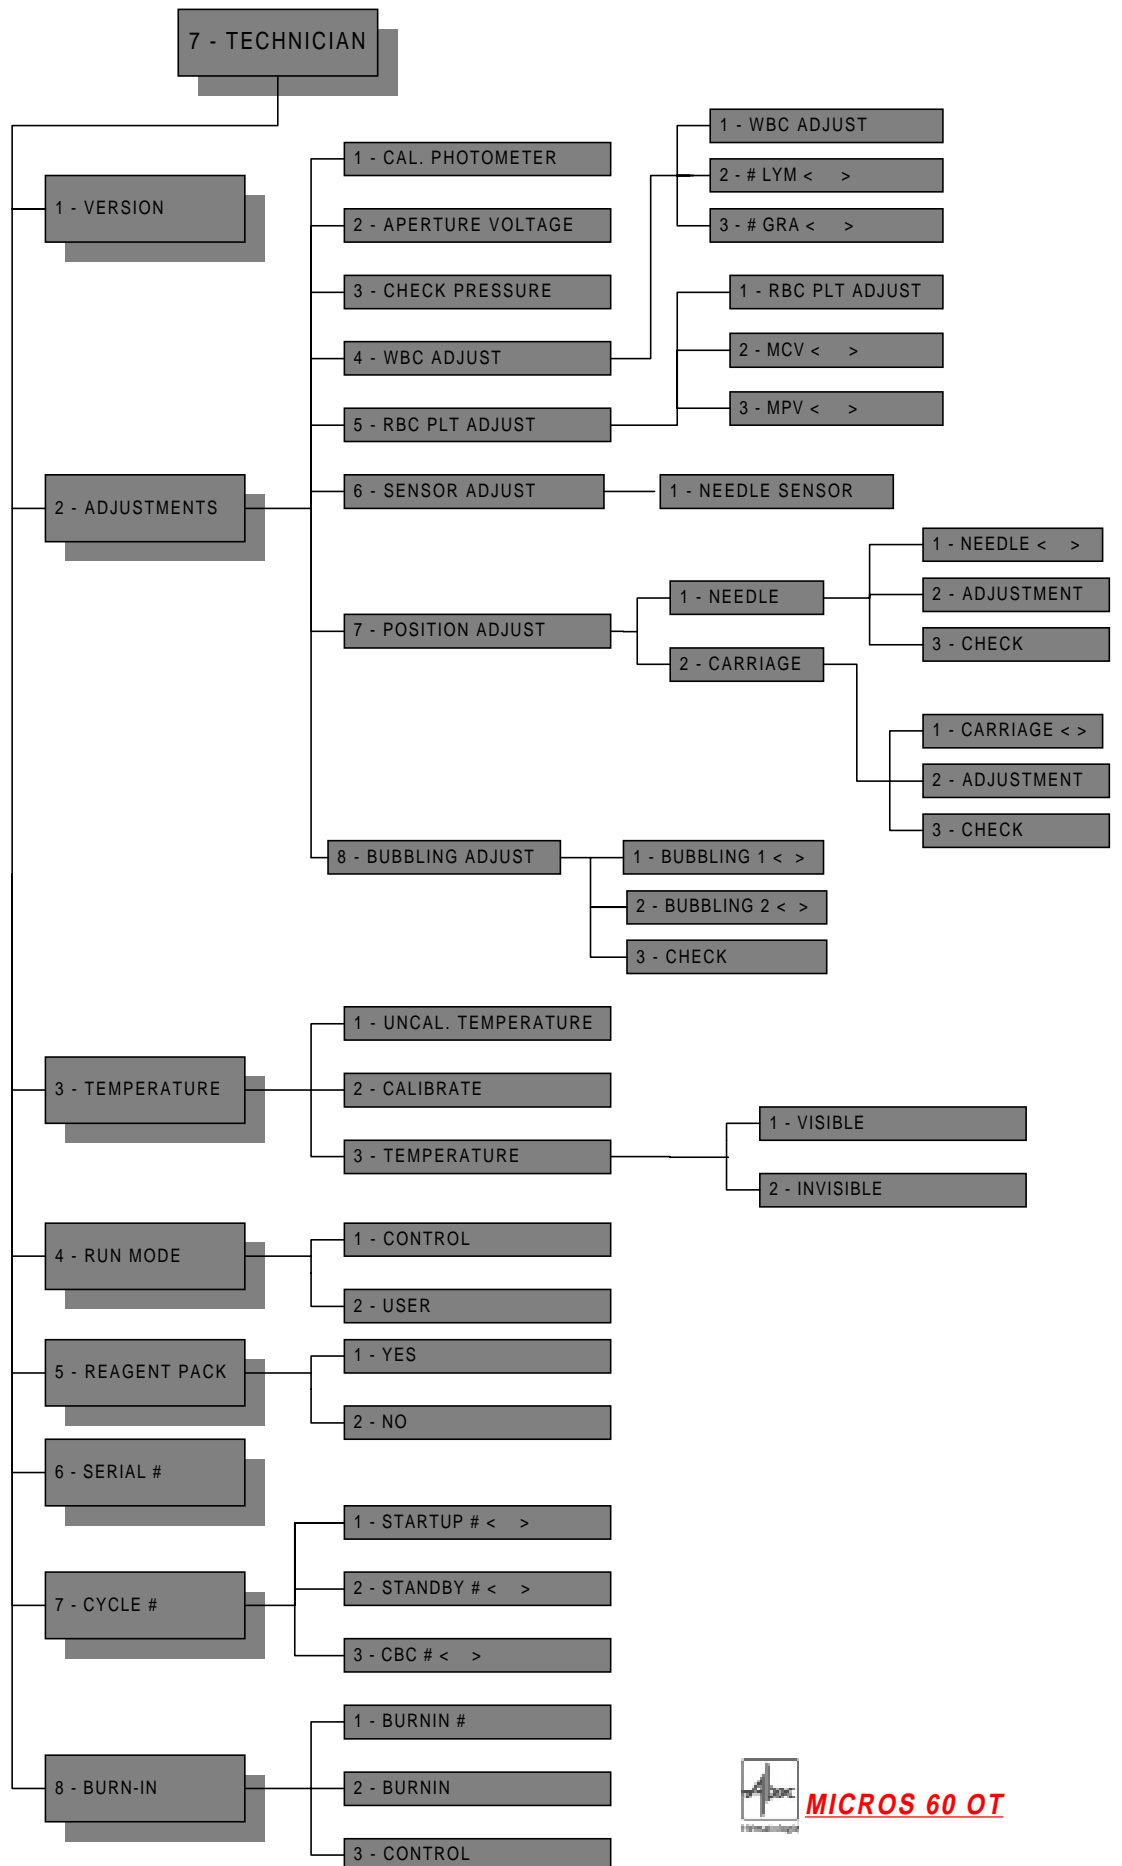 7 - TECHNICIAN
1 - VERSION
2 - ADJUSTMENTS
1 - CAL. PHOTOMETER
2 - APERTURE VOLTAGE
3 - CHECK PRESSURE
4 - WBC ADJUST
1 - WBC ADJUST
2 - # LYM < >
3 - # GRA < >
5 - RBC PLT ADJUST
1 - RBC PLT ADJUST
2 - MCV < >
3 - MPV < >
6 - SENSOR ADJUST
1 - NEEDLE SENSOR
7 - POSITION ADJUST
1 - NEEDLE
1 - NEEDLE < >
2 - ADJUSTMENT
3 - CHECK
2 - CARRIAGE
1 - CARRIAGE < >
2 - ADJUSTMENT
3 - CHECK
8 - BUBBLING ADJUST
1 - BUBBLING 1 < >
2 - BUBBLING 2 < >
3 - CHECK
3 - TEMPERATURE
1 - UNCAL. TEMPERATURE
2 - CALIBRATE
3 - TEMPERATURE
1 - VISIBLE
2 - INVISIBLE
4 - RUN MODE
1 - CONTROL
2 - USER
5 - REAGENT PACK
1 - YES
2 - NO
6 - SERIAL #
7 - CYCLE #
1 - STARTUP # < >
2 - STANDBY # < >
3 - CBC # < >
8 - BURN-IN
1 - BURNIN #
2 - BURNIN
3 - CONTROL
MICROS 60 OT